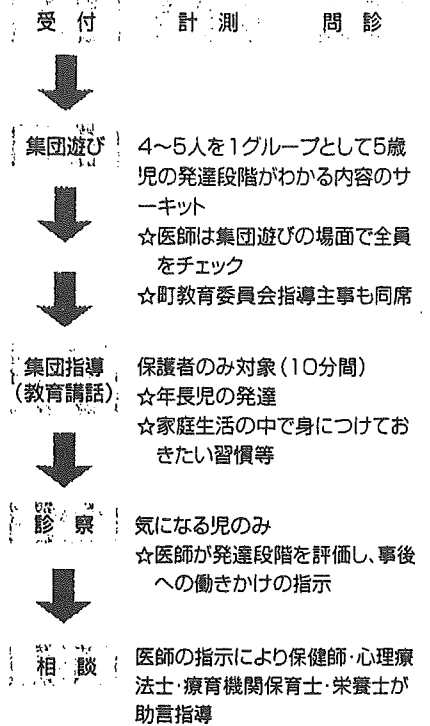 受付 計測 問診
集団遊び
4〜5人を1グループとして5歳
児の発達段階がわかる内容のサ
ーキット
☆医師は集団遊びの場面で全員
をチェック
☆町教育委員会指導主事も同席
集団指導
(教育講話)
保護者のみ対象(10分間)
☆年長児の発達
☆家庭生活の中で身につけてお
きたい習慣等
診察
気になる児のみ
☆医師が発達段階を評価し、事後
への働きかけの指示
相談
医師の指示により保健師・心理療
法士・療育機関保育士・栄養士が
助言指導